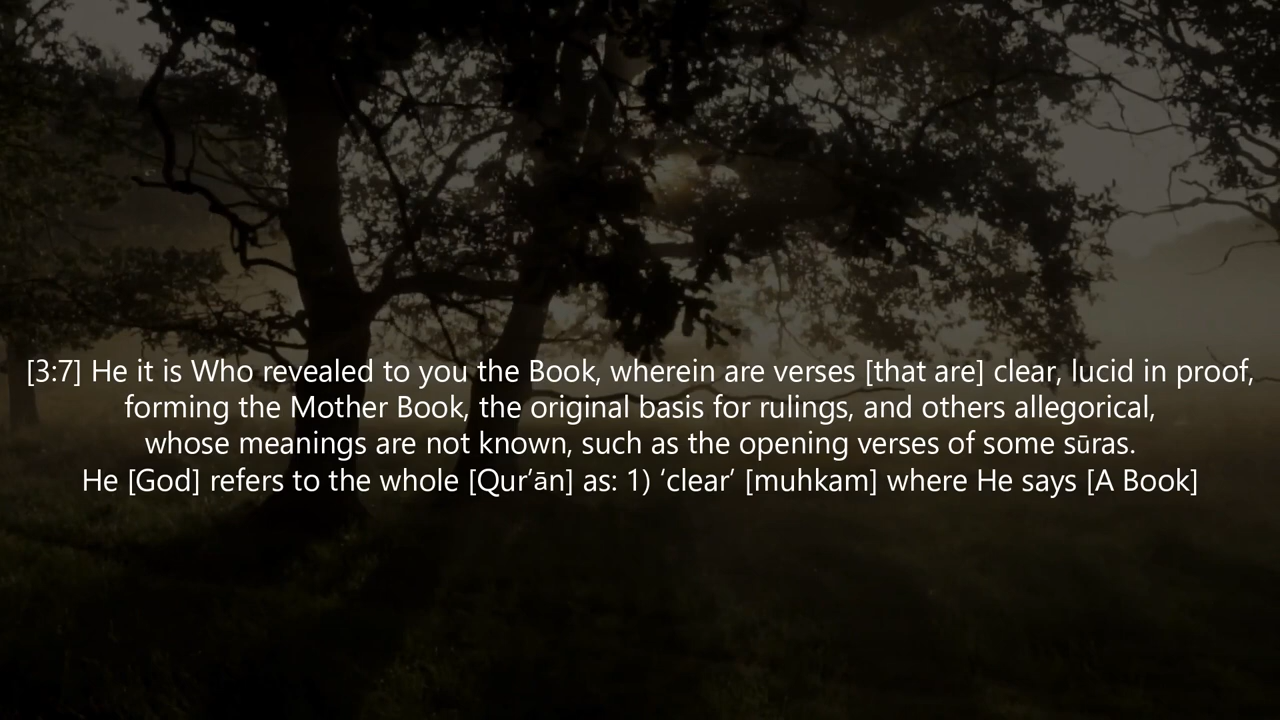 [3:7] He it is Who revealed to you the Book, wherein are verses [that are] clear, lucid in proof,
forming the Mother Book, the original basis for rulings, and others allegorical,
whose meanings are not known, such as the opening verses of some sūras.
He [God] refers to the whole [Qur’ān] as: 1) ‘clear’ [muhkam] where He says [A Book]